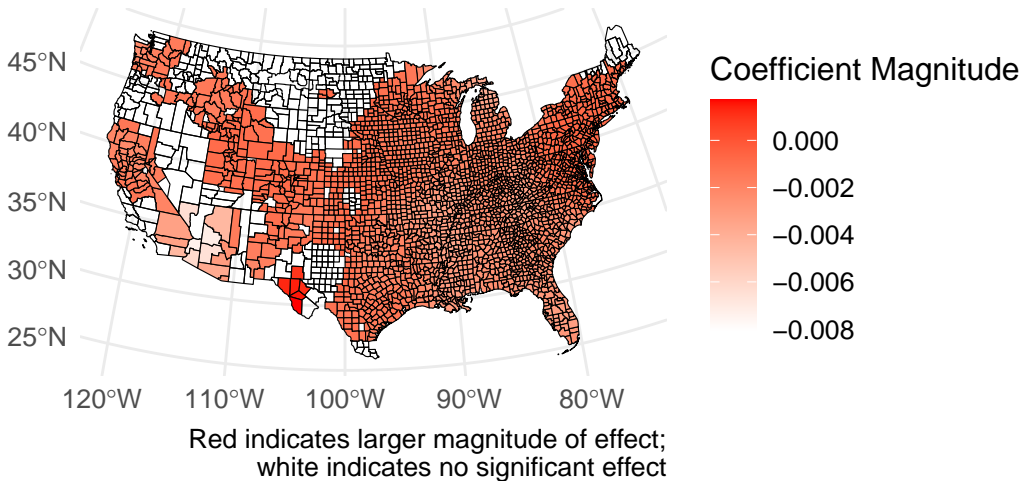 45°N
40°N
35°N
30°N
25°N
120°W 110°W 100°W 90°W 80°W
Coefficient Magnitude
0.000
−0.002
−0.004
−0.006
−0.008
Red indicates larger magnitude of effect;
white indicates no significant effect